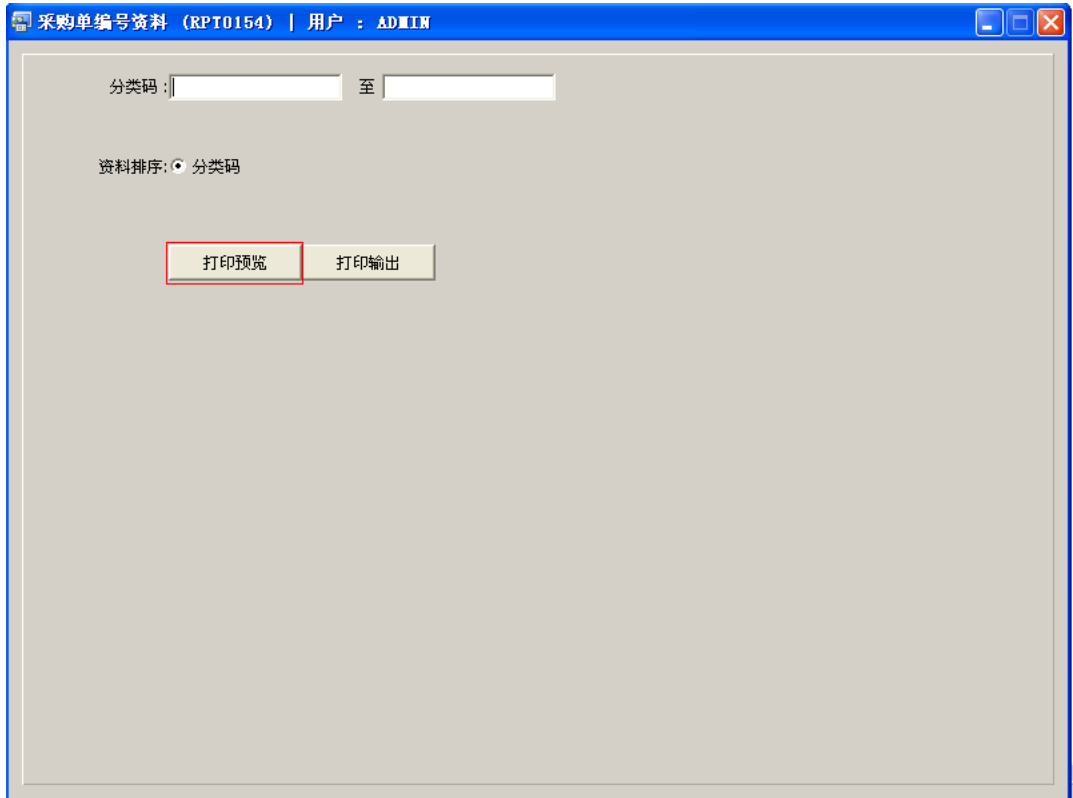 采购单编号资料 (RPT0154) | 用户 : ADMIN
分类码 : 至
资料排序: 分类码
打印预览 打印输出